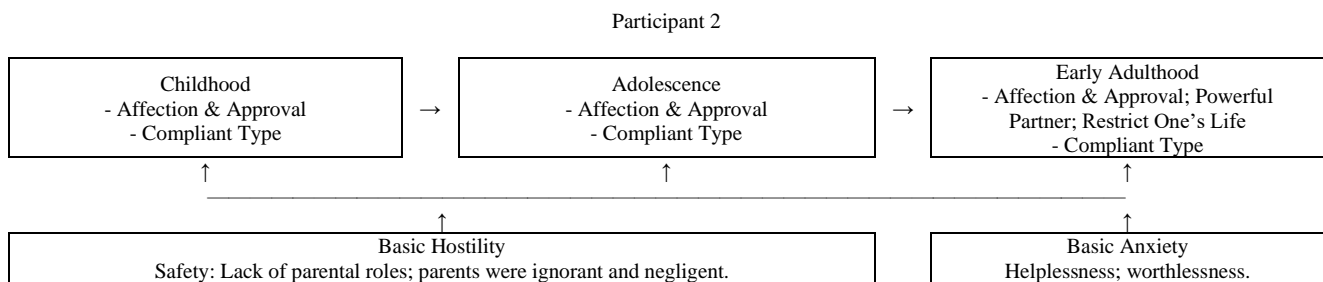 Participant 2
Childhood
- Affection & Approval
- Compliant Type
→
Adolescence
- Affection & Approval
- Compliant Type
→
Early Adulthood
- Affection & Approval; Powerful
Partner; Restrict One’s Life
- Compliant Type
↑ ↑ ↑
↑ ↑
Basic Hostility
Safety: Lack of parental roles; parents were ignorant and negligent.
Basic Anxiety
Helplessness; worthlessness.